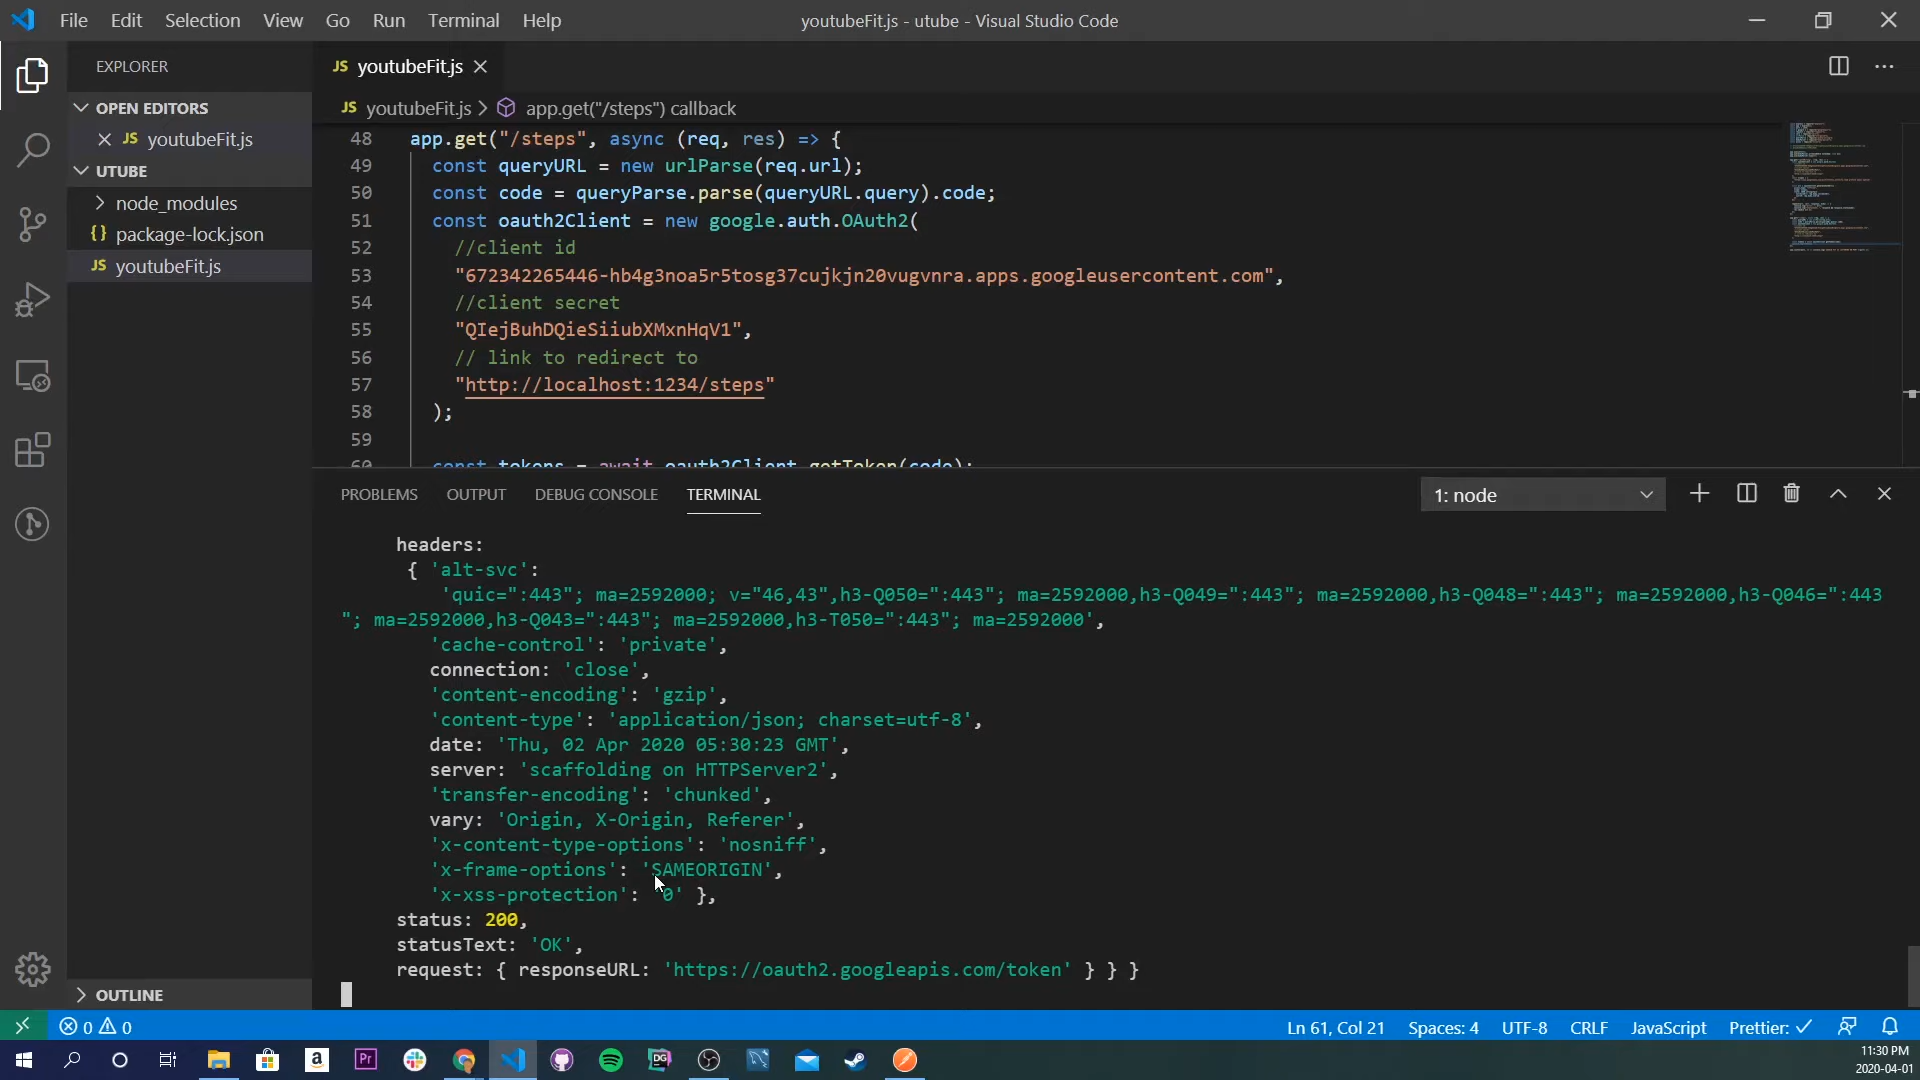 File Edit Selection View Go Run Terminal Help
youtubeFit.js - utube - Visual Studio Code
EXPLORER
OPEN EDITORS
JS youtubeFit.js
UTUBE
node_modules
{} package-lock.json
JS youtubeFit.js
OUTLINE
JS youtubeFit.js
JS youtubeFit.js > app.get("/steps") callback
48 app.get("/steps", async (req, res) => {
49 const queryURL = new urlParse(req.url);
50 const code = queryParse.parse(queryURL.query).code;
51 const oauth2Client = new google.auth.OAuth2(
52 //client id
53 "672342265446-hb4g3noa5r5tosg37cujkjn20vugvnra.apps.googleusercontent.com",
54 //client secret
55 "QIejBuhDQieSiiubXMxnHqV1",
56 // link to redirect to
57 "http://localhost:1234/steps"
58 );
59
60 const tokens = await oauth2Client.getToken(code);
PROBLEMS OUTPUT DEBUG CONSOLE TERMINAL
1: node
headers:
{ 'alt-svc':
'quic=":443"; ma=2592000; v="46,43",h3-Q050=":443"; ma=2592000,h3-Q049=":443"; ma=2592000,h3-Q048=":443"; ma=2592000,h3-Q046=":443
"; ma=2592000,h3-Q043=":443"; ma=2592000,h3-T050=":443"; ma=2592000',
'cache-control': 'private',
connection: 'close',
'content-encoding': 'gzip',
'content-type': 'application/json; charset=utf-8',
date: 'Thu, 02 Apr 2020 05:30:23 GMT',
server: 'scaffolding on HTTPServer2',
'transfer-encoding': 'chunked',
vary: 'Origin, X-Origin, Referer',
'x-content-type-options': 'nosniff',
'x-frame-options': 'SAMEORIGIN',
'x-xss-protection': '0' },
status: 200,
statusText: 'OK',
request: { responseURL: 'https://oauth2.googleapis.com/token' } } }
0 0
Ln 61, Col 21 Spaces: 4 UTF-8 CRLF JavaScript Prettier: ✓
11:30 PM
2020-04-01